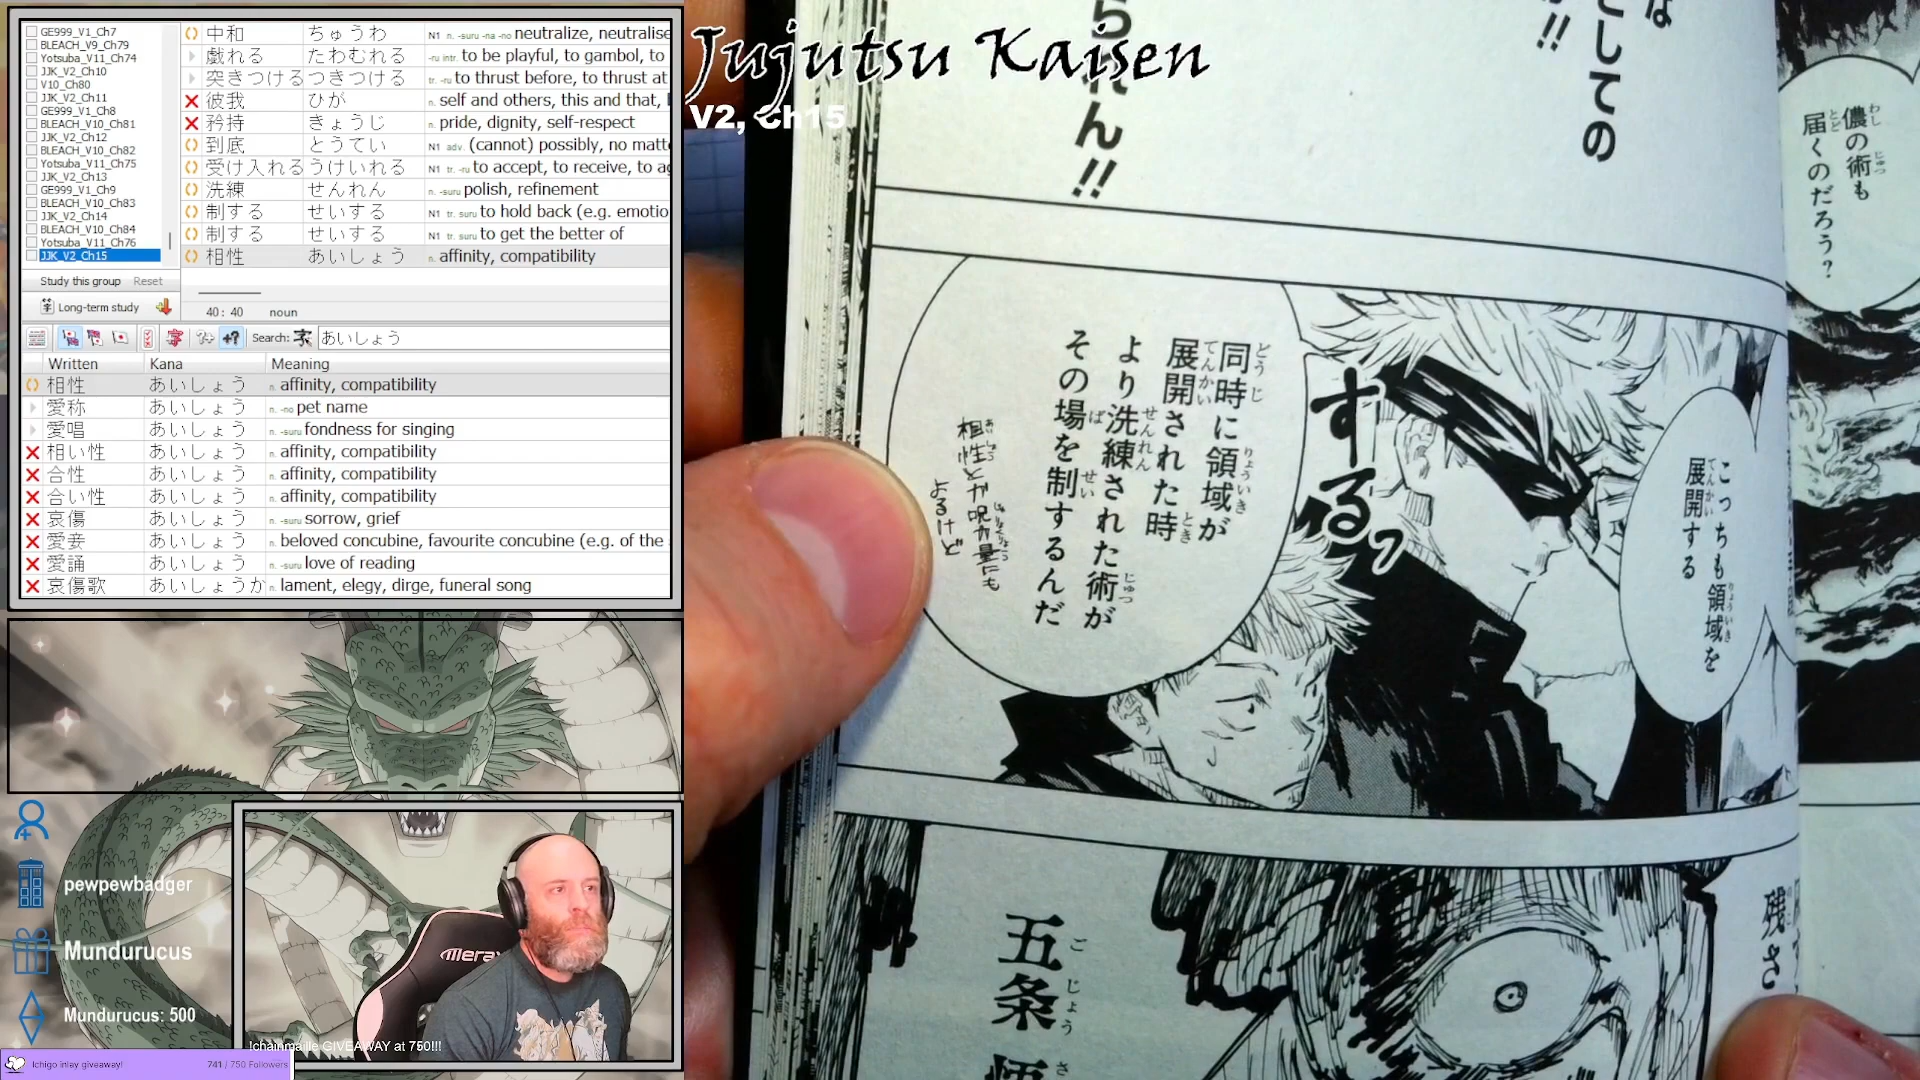 GE999_V1_Ch7
BLEACH_V9_Ch79
Yotsuba_V11_Ch74
JJK_V2_Ch10
V10_Ch80
JJK_V2_Ch11
GE999_V1_Ch8
BLEACH_V10_Ch81
JJK_V2_Ch12
BLEACH_V10_Ch82
Yotsuba_V11_Ch75
JJK_V2_Ch13
GE999_V1_Ch9
BLEACH_V10_Ch83
JJK_V2_Ch14
BLEACH_V10_Ch84
Yotsuba_V11_Ch76
JJK_V2_Ch15
Study this group Reset
Long-term study
中和 ちゅうわ N1 n. -suru -na -no neutralize, neutralise
戯れる たわむれる -ru intr. to be playful, to gambol, to
突きつける つきつける tr. -ru to thrust before, to thrust at
彼我 ひが n. self and others, this and that,
矜持 きょうじ n. pride, dignity, self-respect
到底 とうてい N1 adv. (cannot) possibly, no matt
受け入れる うけいれる N1 tr. -ru to accept, to receive, to ag
洗練 せんれん n. -suru polish, refinement
制する せいする N1 tr. suru to hold back (e.g. emotio
制する せいする N1 tr. suru to get the better of
相性 あいしょう n. affinity, compatibility
40: 40 noun
Search: 字 あいしょう
Written Kana Meaning
相性 あいしょう n. affinity, compatibility
愛称 あいしょう n. -no pet name
愛唱 あいしょう n. -suru fondness for singing
相い性 あいしょう n. affinity, compatibility
合性 あいしょう n. affinity, compatibility
合い性 あいしょう n. affinity, compatibility
哀傷 あいしょう n. -suru sorrow, grief
愛妾 あいしょう n. beloved concubine, favourite concubine (e.g. of the
愛誦 あいしょう n. -suru love of reading
哀傷歌 あいしょうか n. lament, elegy, dirge, funeral song
Jujutsu Kaisen
V2, Ch15
としての
られん!!
儂の術も
届くのだろう?
こっちも領域を
展開する
するっ
同時に領域が
展開された時
より洗練された術が
その場を制するんだ
相性とか呪力量にも
よるけど
残さ
五条
悟
pewpewbadger
Mundurucus
Mundurucus: 500
!chainmaille GIVEAWAY at 750!!!
Ichigo inlay giveaway!
741 / 750 Followers